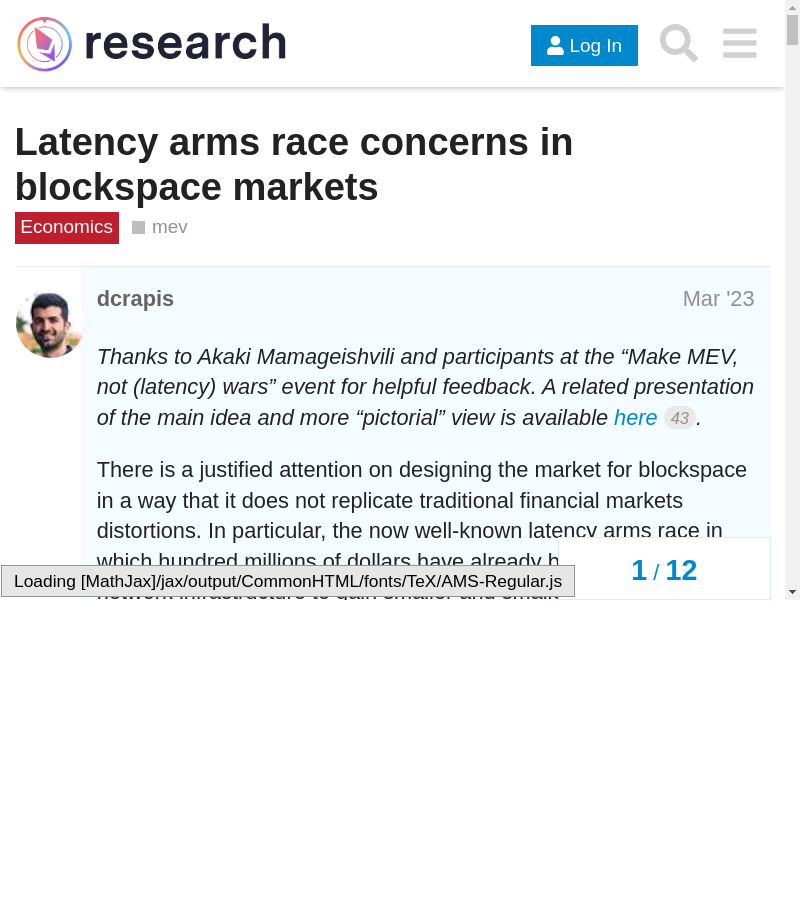 research
Log In
Latency arms race concerns in
blockspace markets
Economics
mev
dcrapis
Mar '23
Thanks to Akaki Mamageishvili and participants at the “Make MEV,
not (latency) wars” event for helpful feedback. A related presentation
of the main idea and more “pictorial” view is available here 43 .
There is a justified attention on designing the market for blockspace
in a way that it does not replicate traditional financial markets
distortions. In particular, the now well-known latency arms race in
which hundred millions of dollars have already
1 / 12
Loading [MathJax]/jax/output/CommonHTML/fonts/TeX/AMS-Regular.js
network infrastructure to gain smaller and